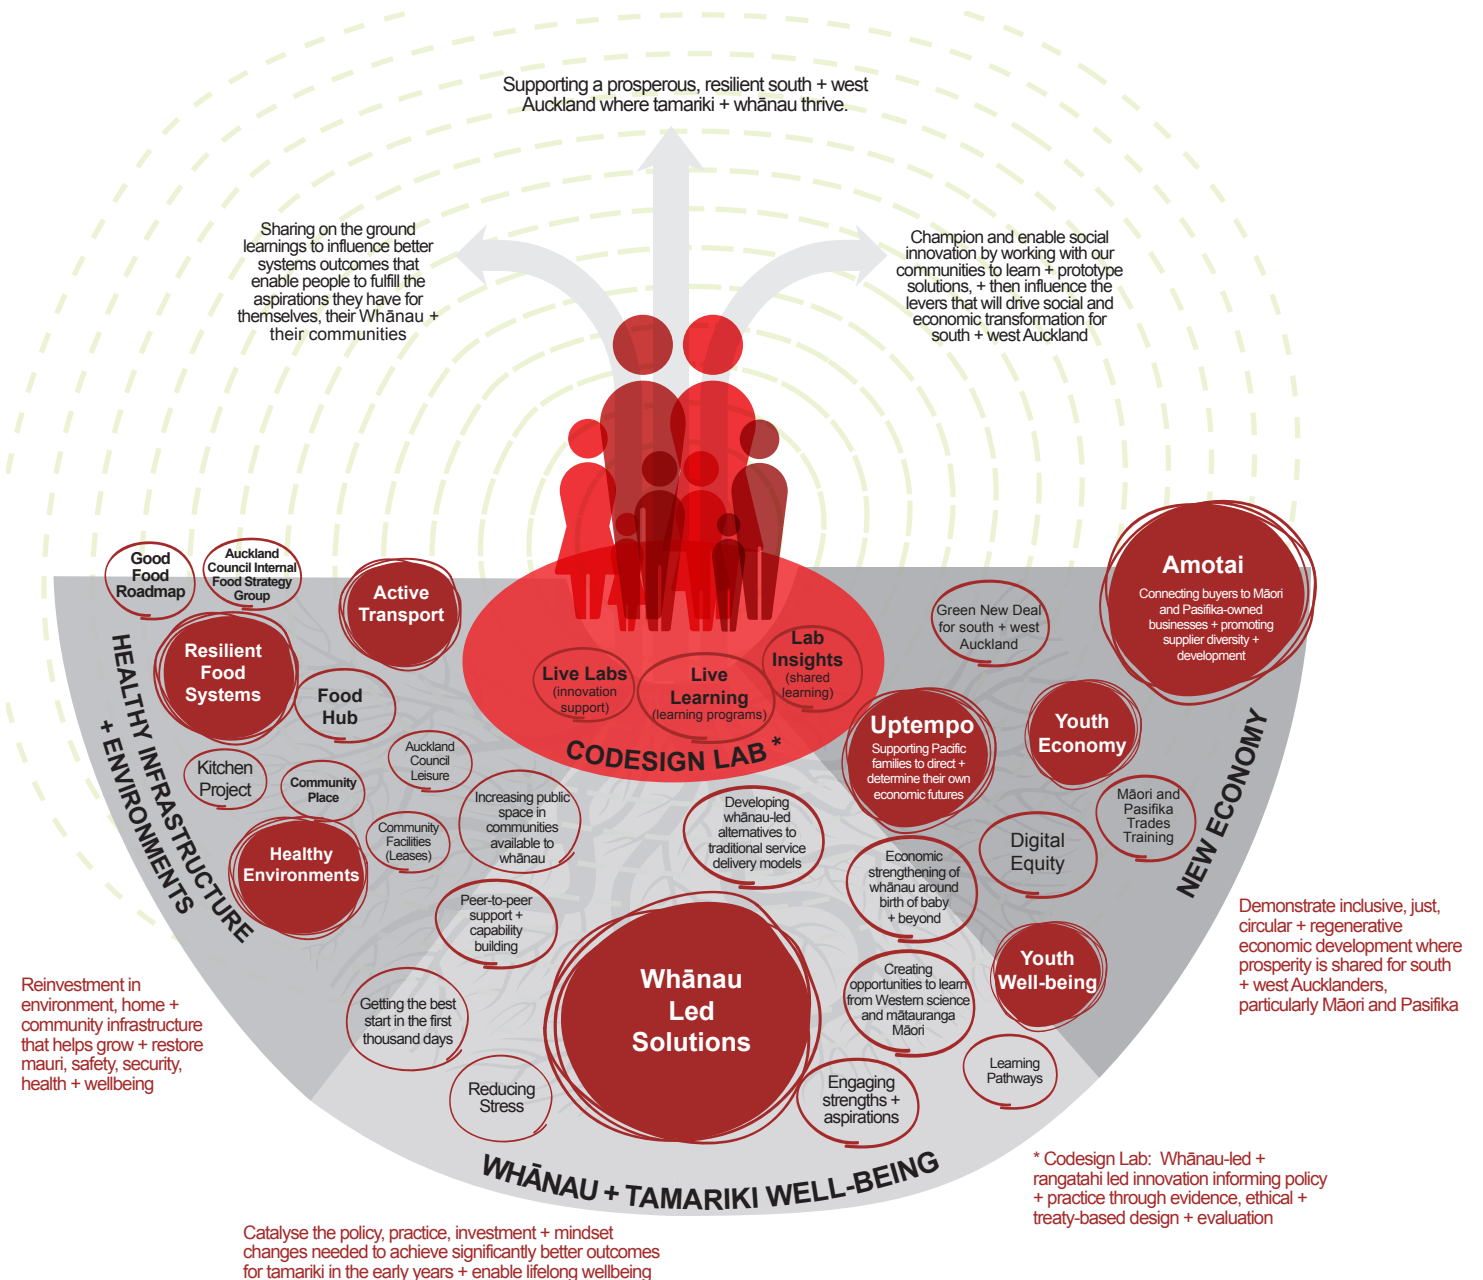 Supporting a prosperous, resilient south + west
Auckland where tamariki + whānau thrive.
Sharing on the ground
learnings to influence better
systems outcomes that
enable people to fulfill the
aspirations they have for
themselves, their Whānau +
their communities
Champion and enable social
innovation by working with our
communities to learn + prototype
solutions, + then influence the
levers that will drive social and
economic transformation for
south + west Auckland
Good
Food
Roadmap
Auckland
Council Internal
Food Strategy
Group
Active
Transport
Resilient
Food
Systems
Food
Hub
Kitchen
Project
Community
Place
Auckland
Council
Leisure
Healthy
Environments
Community
Facilities
(Leases)
HEALTHY INFRASTRUCTURE
+ ENVIRONMENTS
Live Labs
(innovation
support)
Live
Learning
(learning programs)
Lab
Insights
(shared
learning)
CODESIGN LAB *
Green New Deal
for south + west
Auckland
Amotai
Connecting buyers to Māori
and Pasifika-owned
businesses + promoting
supplier diversity +
development
Uptempo
Supporting Pacific
families to direct +
determine their own
economic futures
Youth
Economy
Māori and
Pasifika
Trades
Training
Digital
Equity
NEW ECONOMY
Increasing public
space in
communities
available to
whānau
Developing
whānau-led
alternatives to
traditional service
delivery models
Economic
strengthening of
whānau around
birth of baby
+ beyond
Peer-to-peer
support +
capability
building
Whānau
Led
Solutions
Creating
opportunities to learn
from Western science
and mātauranga
Māori
Youth
Well-being
Getting the best
start in the first
thousand days
Reducing
Stress
Engaging
strengths +
aspirations
Learning
Pathways
WHĀNAU + TAMARIKI WELL-BEING
Reinvestment in
environment, home +
community infrastructure
that helps grow + restore
mauri, safety, security,
health + wellbeing
Demonstrate inclusive, just,
circular + regenerative
economic development where
prosperity is shared for south
+ west Aucklanders,
particularly Māori and Pasifika
* Codesign Lab: Whānau-led +
rangatahi led innovation informing policy
+ practice through evidence, ethical +
treaty-based design + evaluation
Catalyse the policy, practice, investment + mindset
changes needed to achieve significantly better outcomes
for tamariki in the early years + enable lifelong wellbeing